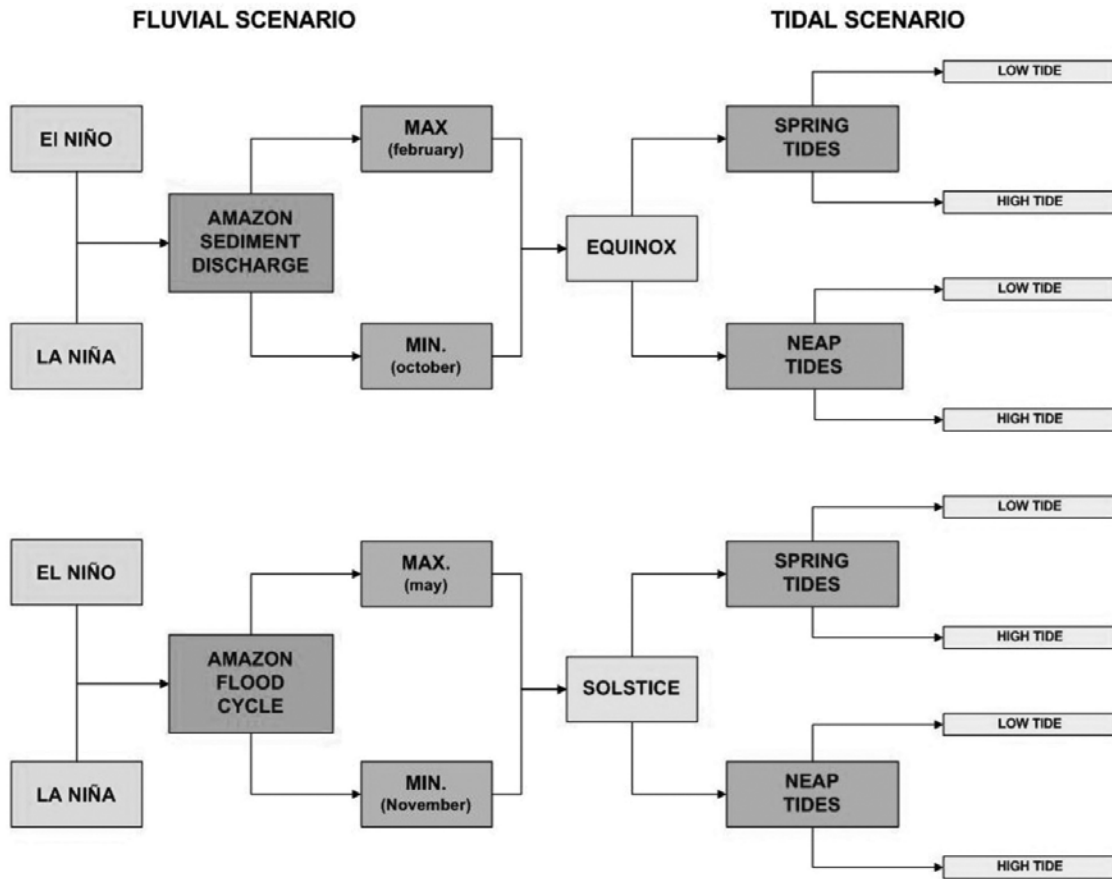 FLUVIAL SCENARIO
TIDAL SCENARIO
El NIÑO
LA NIÑA
AMAZON
SEDIMENT
DISCHARGE
MAX
(february)
MIN.
(october)
EQUINOX
SPRING
TIDES
LOW TIDE
HIGH TIDE
NEAP
TIDES
LOW TIDE
HIGH TIDE
EL NIÑO
LA NIÑA
AMAZON
FLOOD
CYCLE
MAX.
(may)
MIN.
(November)
SOLSTICE
SPRING
TIDES
LOW TIDE
HIGH TIDE
NEAP
TIDES
LOW TIDE
HIGH TIDE